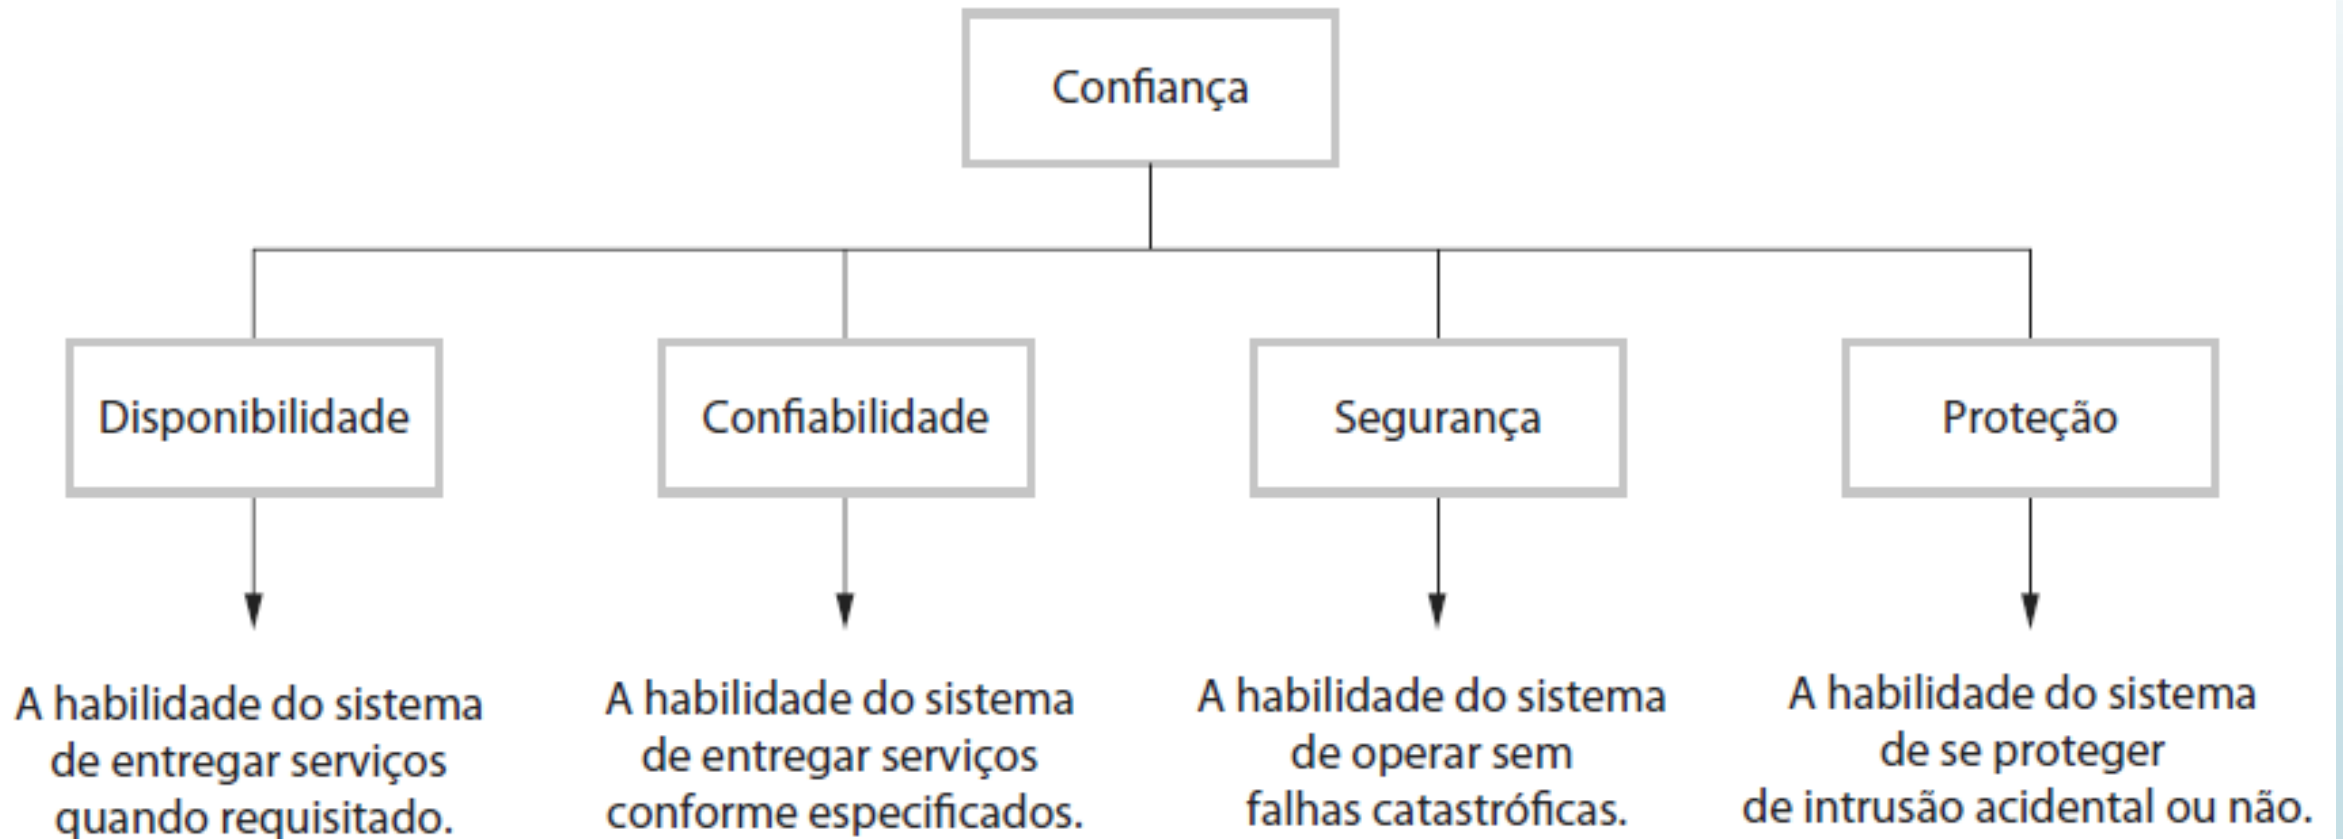 Confiança
Disponibilidade
Confiabilidade
Segurança
Proteção
A habilidade do sistema
de entregar serviços
quando requisitado.
A habilidade do sistema
de entregar serviços
conforme especificados.
A habilidade do sistema
de operar sem
falhas catastróficas.
A habilidade do sistema
de se proteger
de intrusão acidental ou não.